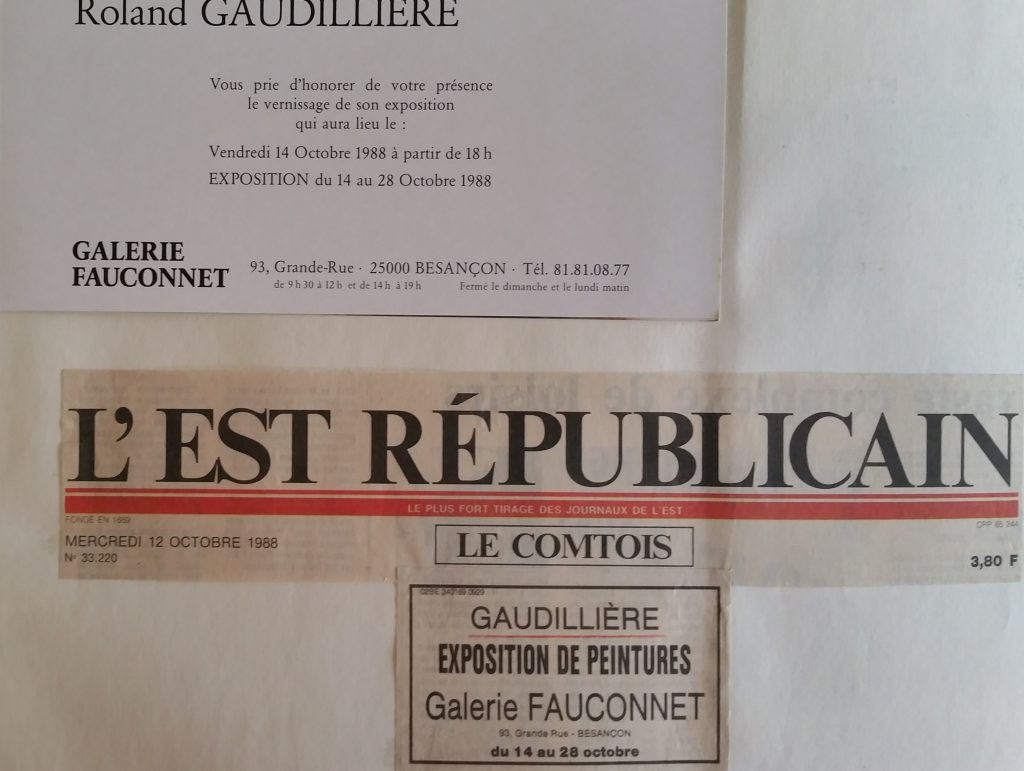 Roland GAUDILLIÈRE
Vous prie d'honorer de votre présence
le vernissage de son exposition
qui aura lieu le :
Vendredi 14 Octobre 1988 à partir de 18 h
EXPOSITION du 14 au 28 Octobre 1988
GALERIE
FAUCONNET
93, Grande-Rue · 25000 BESANÇON · Tél. 81.81.08.77
de 9 h 30 à 12 h et de 14 h à 19 h Fermé le dimanche et le lundi matin
L'EST RÉPUBLICAIN
LE PLUS FORT TIRAGE DES JOURNAUX DE L'EST
FONDÉ EN 1889
MERCREDI 12 OCTOBRE 1988
N° 33.220
LE COMTOIS
3,80 F
GAUDILLIÈRE
EXPOSITION DE PEINTURES
Galerie FAUCONNET
93, Grande Rue - BESANÇON
du 14 au 28 octobre